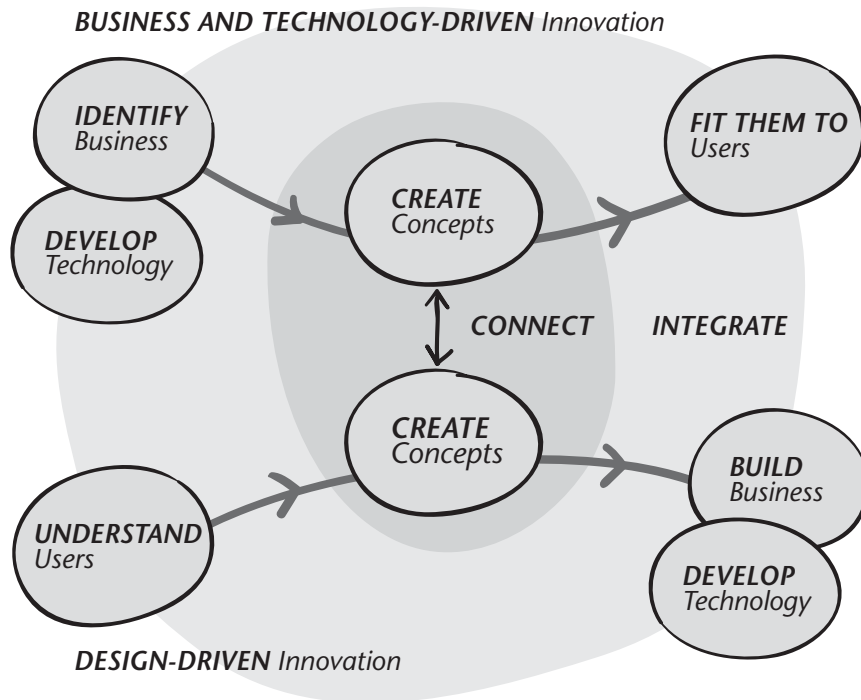 BUSINESS AND TECHNOLOGY-DRIVEN Innovation
IDENTIFY
Business
DEVELOP
Technology
CREATE
Concepts
FIT THEM TO
Users
CONNECT
INTEGRATE
UNDERSTAND
Users
CREATE
Concepts
BUILD
Business
DEVELOP
Technology
DESIGN-DRIVEN Innovation